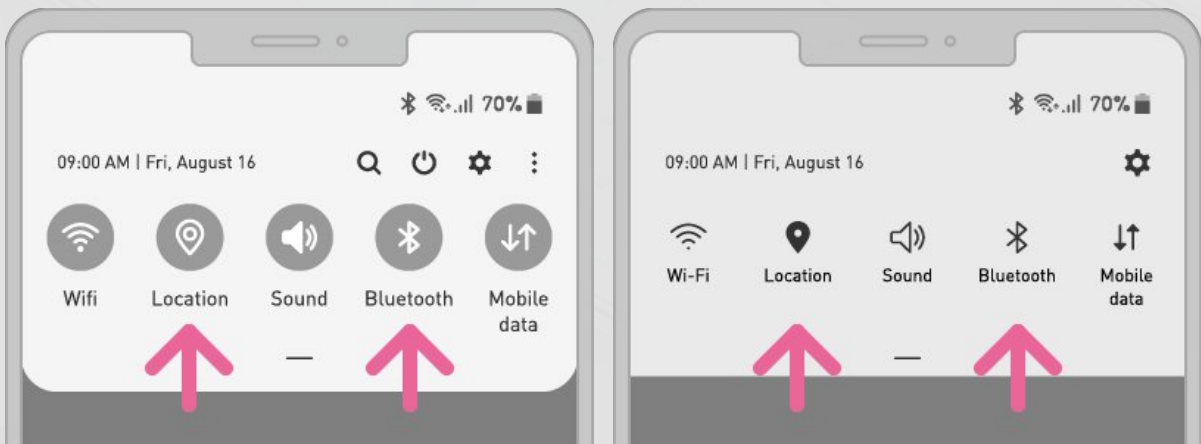 70%
09:00 AM | Fri, August 16
Wifi
Location
Sound
Bluetooth
Mobile
data
70%
09:00 AM | Fri, August 16
Wi-Fi
Location
Sound
Bluetooth
Mobile
data